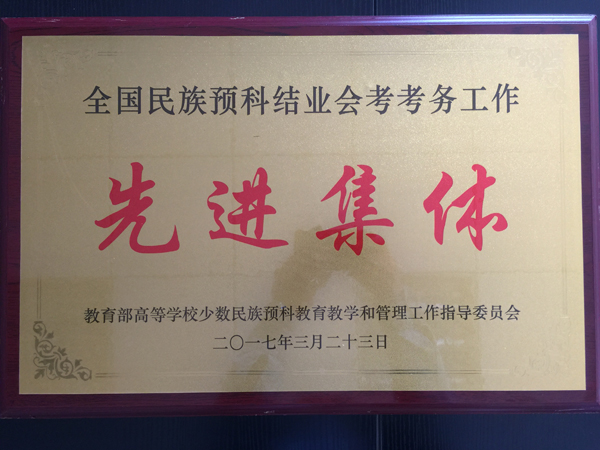 全国民族预科结业会考考务工作
先进集体
教育部高等学校少数民族预科教育教学和管理工作指导委员会
二〇一七年三月二十三日